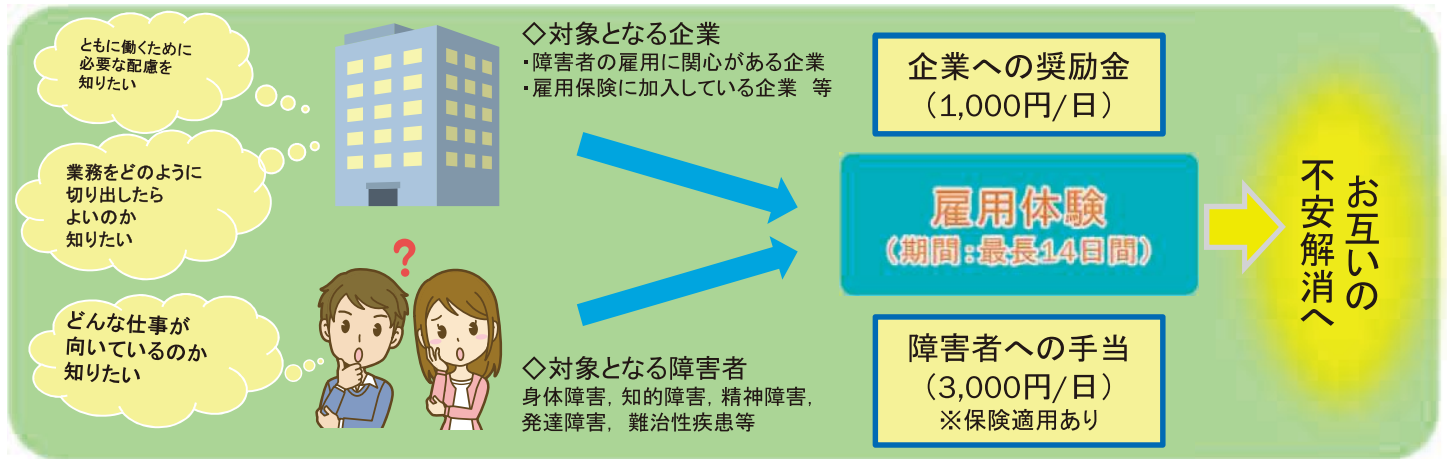 ともに働くために
必要な配慮を
知りたい
業務をどのように
切り出したら
よいのか
知りたい
どんな仕事が
向いているのか
知りたい
?
◇対象となる企業
・障害者の雇用に関心がある企業
・雇用保険に加入している企業 等
◇対象となる障害者
身体障害，知的障害，精神障害，
発達障害， 難治性疾患等
企業への奨励金
（1,000円/日）
雇用体験
（期間：最長14日間）
障害者への手当
（3,000円/日）
※保険適用あり
お互いの
不安解消へ